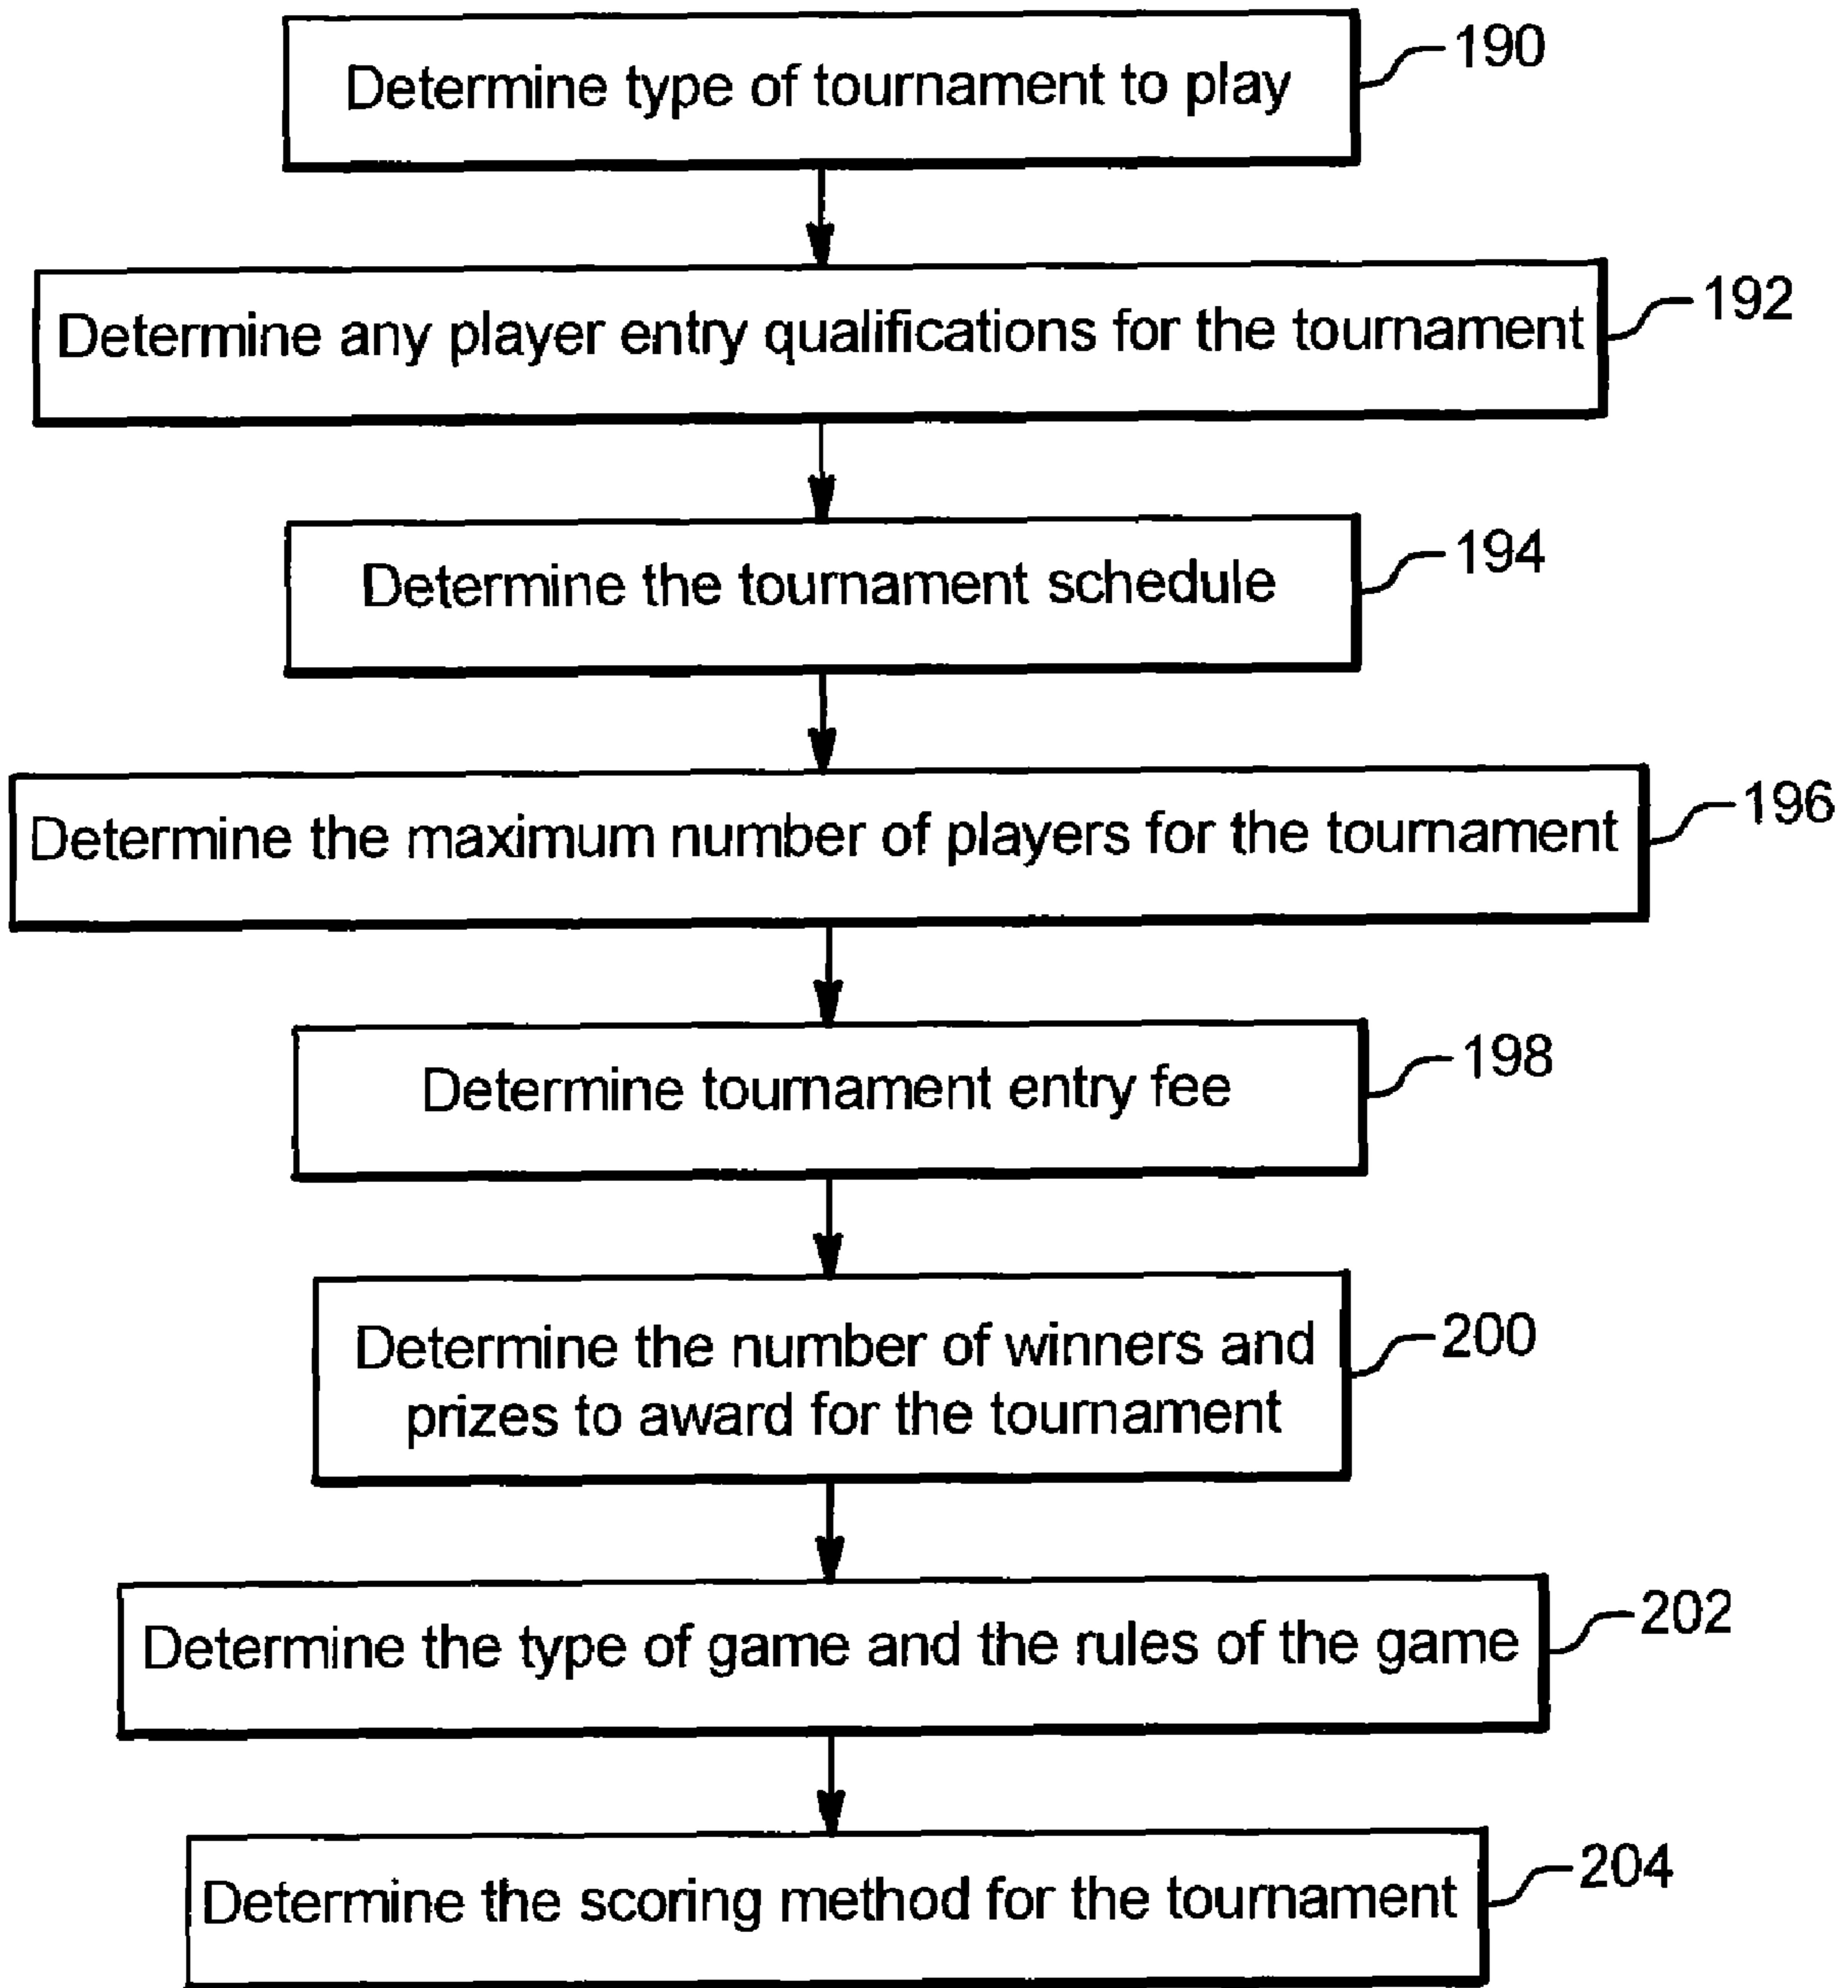 Determine type of tournament to play
190
Determine any player entry qualifications for the tournament
192
Determine the tournament schedule
194
Determine the maximum number of players for the tournament
196
Determine tournament entry fee
198
Determine the number of winners and
prizes to award for the tournament
200
Determine the type of game and the rules of the game
202
Determine the scoring method for the tournament
204